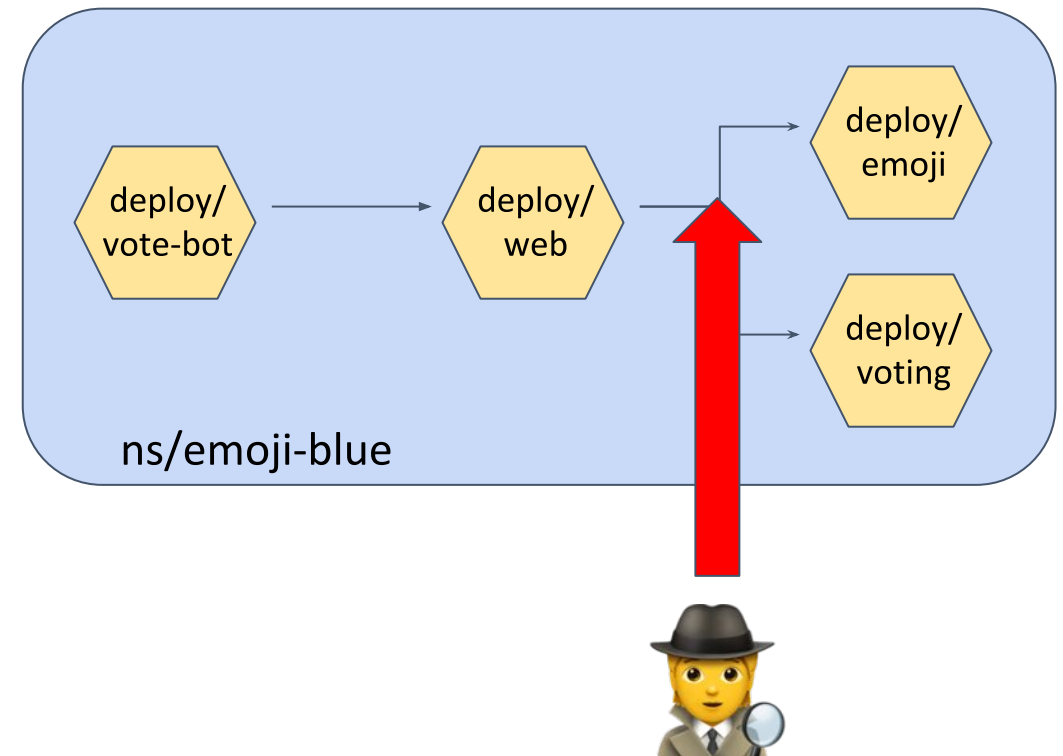 deploy/
vote-bot
deploy/
web
deploy/
emoji
deploy/
voting
ns/emoji-blue